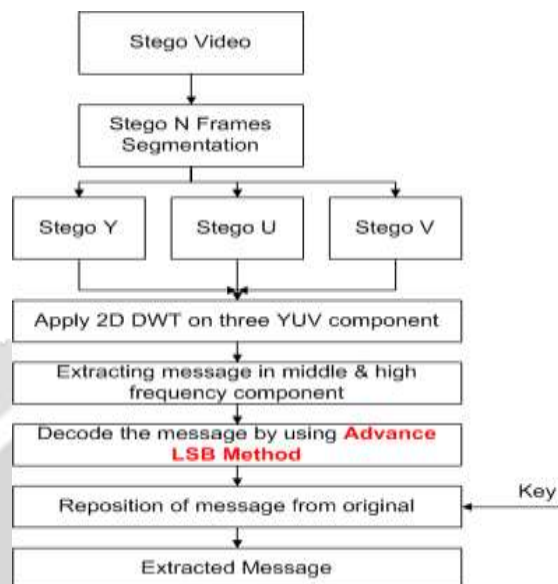 Stego Video
Stego N Frames
Segmentation
Stego Y
Stego U
Stego V
Apply 2D DWT on three YUV component
Extracting message in middle & high
frequency component
Decode the message by using Advance
LSB Method
Reposition of message from original
Key
Extracted Message